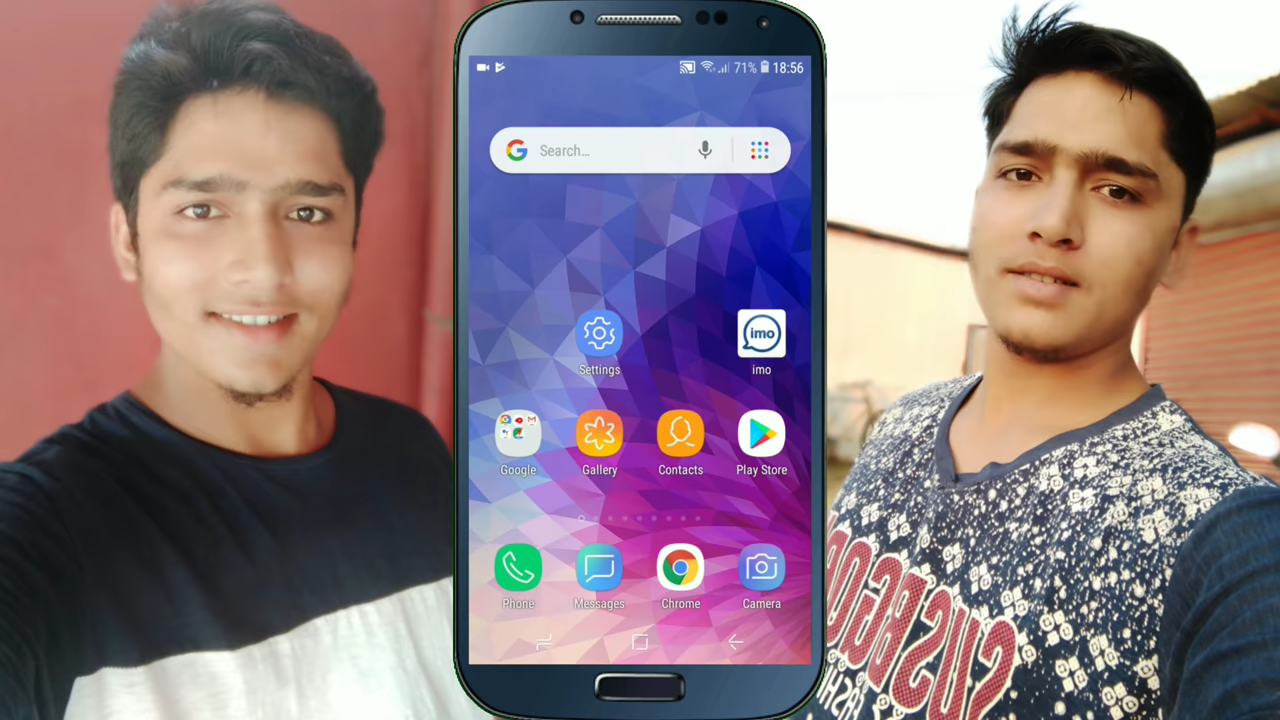 71% 18:56
Search...
Settings
imo
imo
Google
Gallery
Contacts
Play Store
Phone
Messages
Chrome
Camera